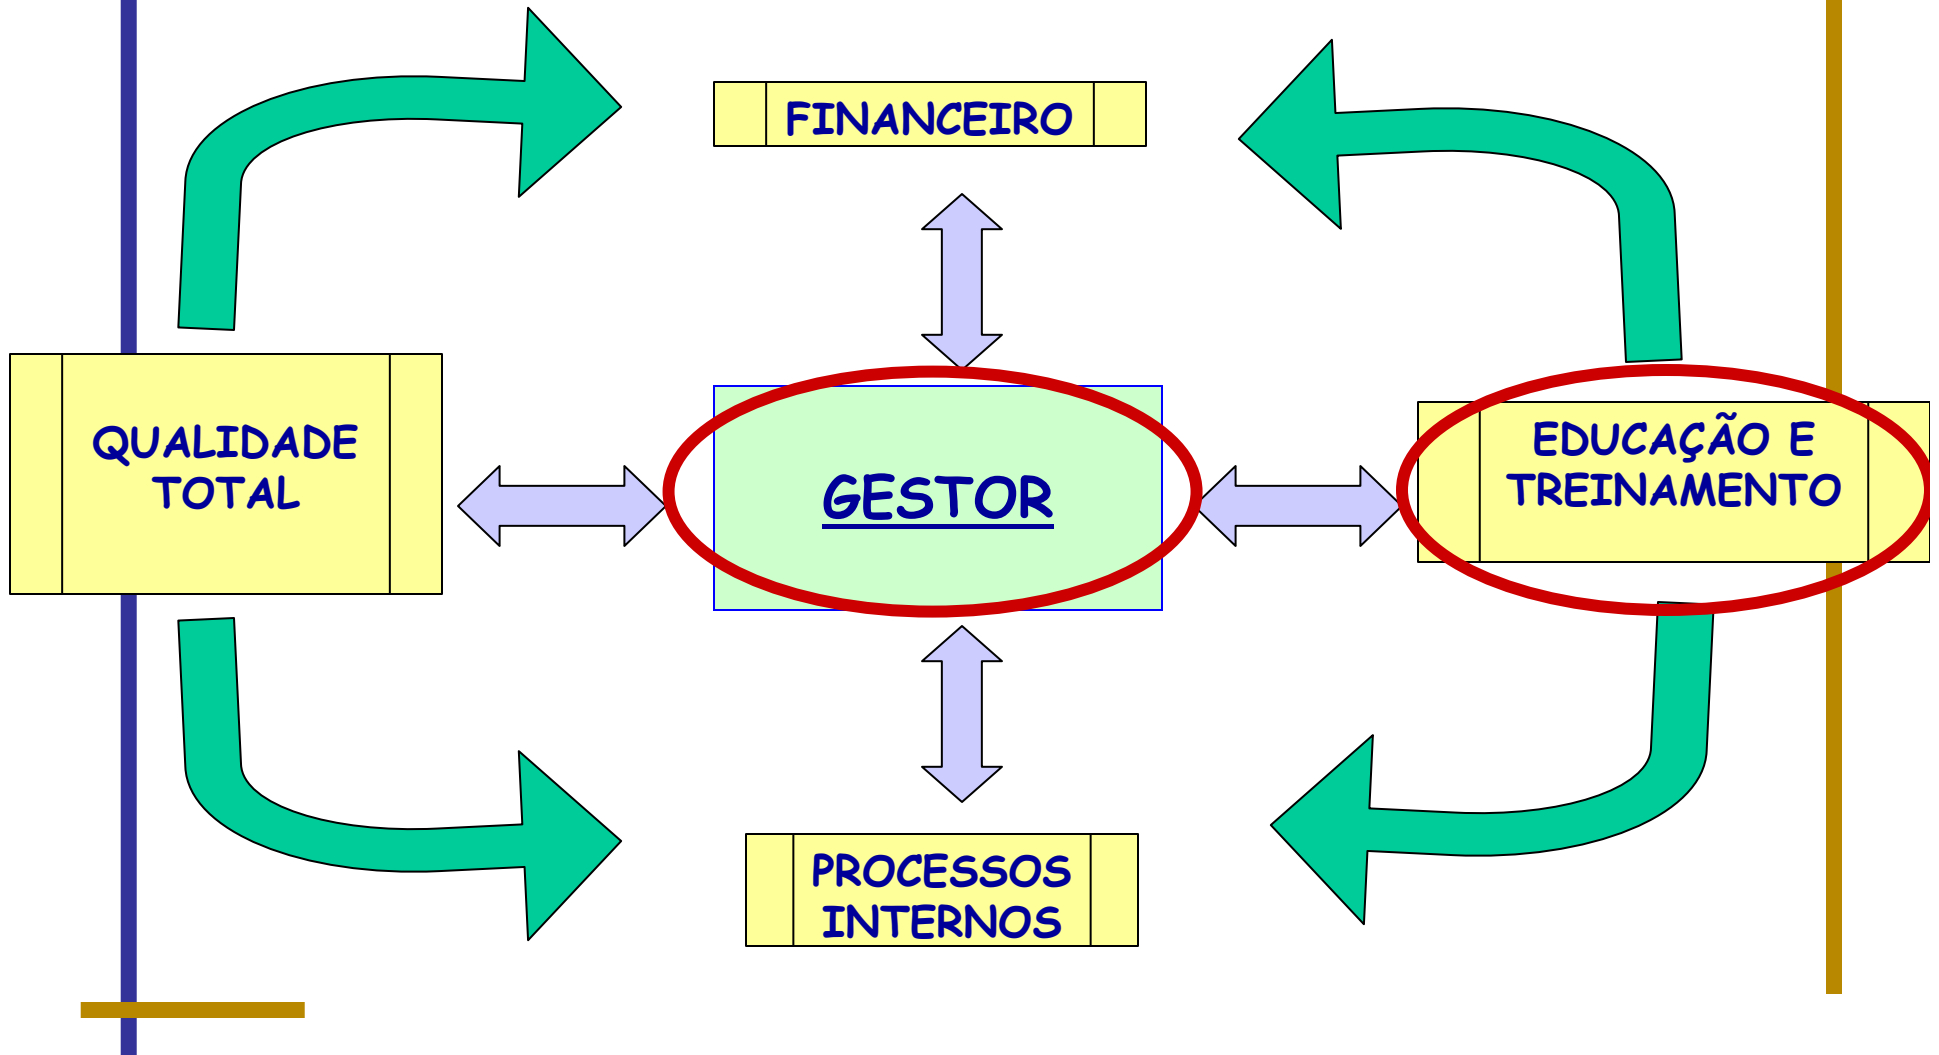 FINANCEIRO
QUALIDADE
TOTAL
GESTOR
EDUCAÇÃO E
TREINAMENTO
PROCESSOS
INTERNOS